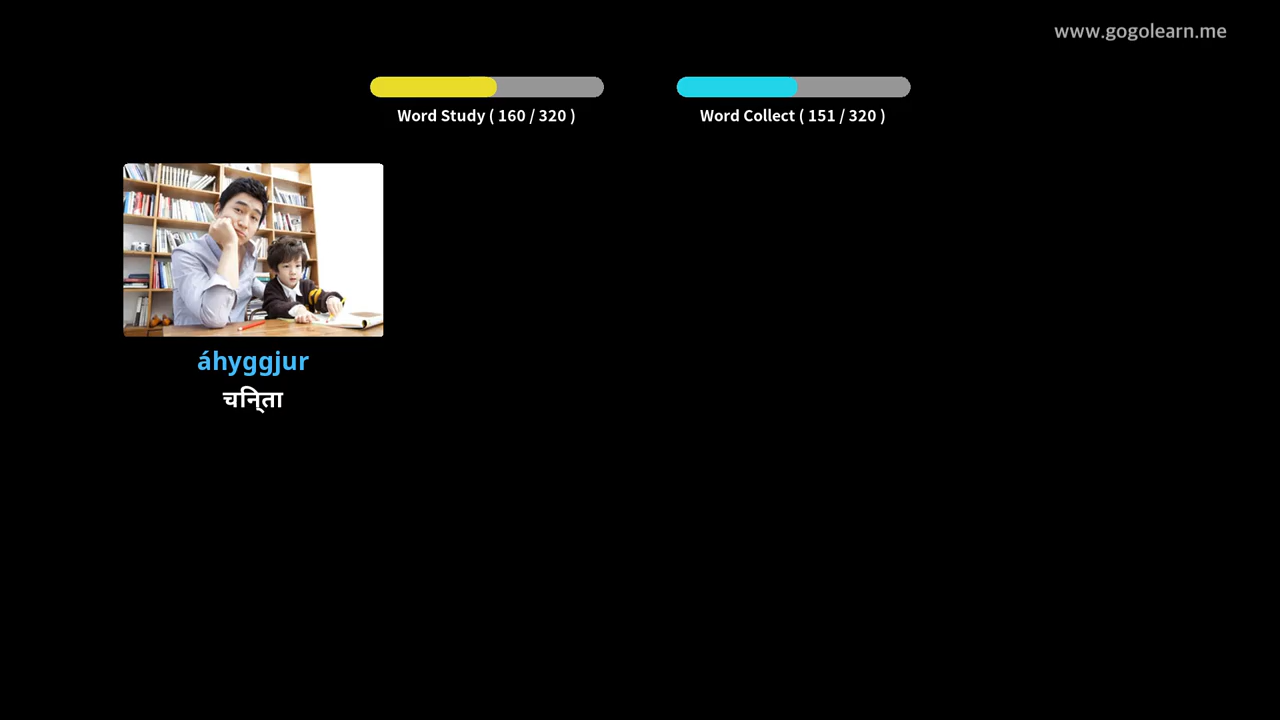 www.gogolearn.me
Word Study ( 160 / 320 )
Word Collect ( 151 / 320 )
áhyggjur
चिन्ता